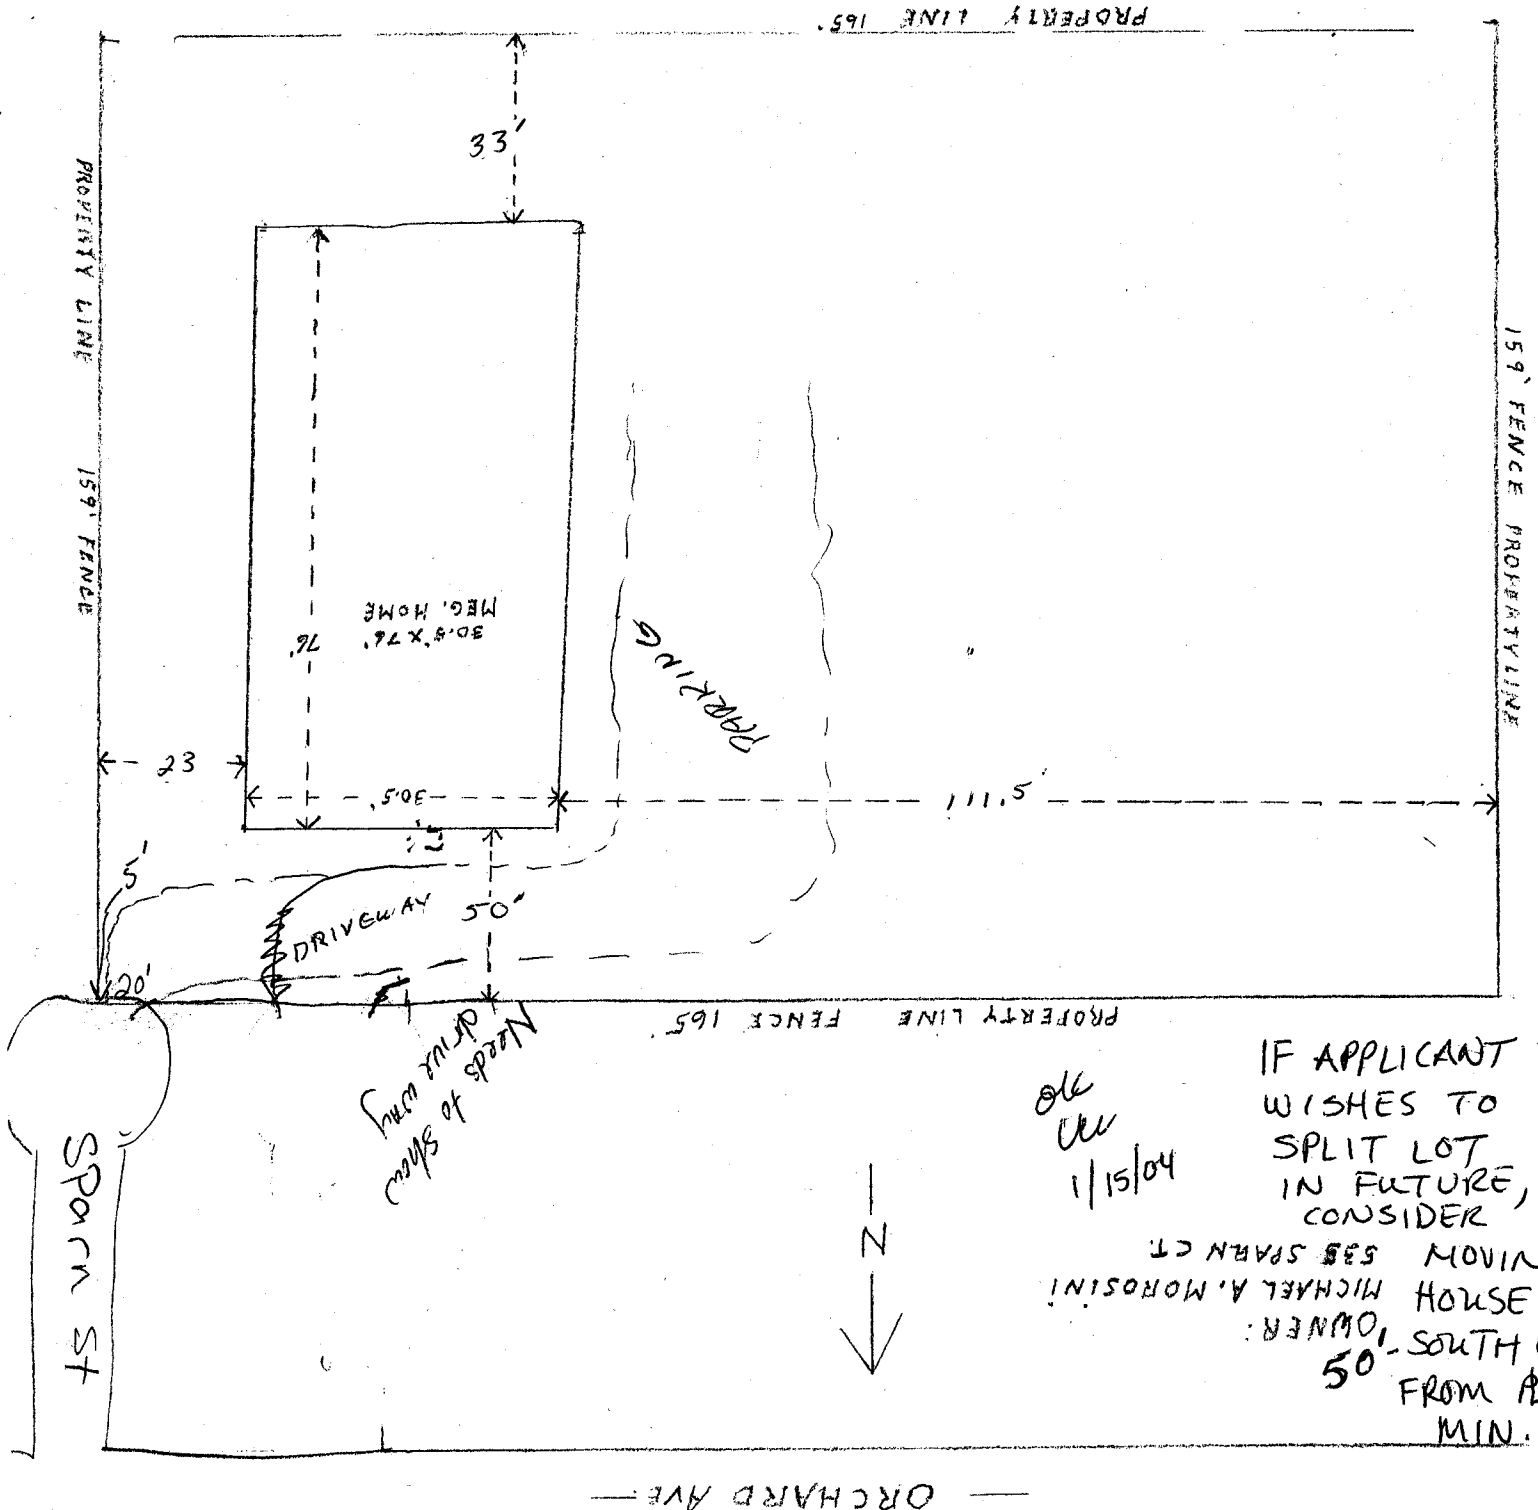 PROPERTY LINE 165'
33'
PROPERTY LINE
159' FENCE
159' FENCE PROPERTY LINE
30.5' X 76'
MFG. HOME
76'
PARKING
23
30.5'
111.5'
5'
DRIVEWAY
50'
20'
PROPERTY LINE FENCE 165'
Needs to show
drive way
Sparn St
ok
1/15/04
N
IF APPLICANT
WISHES TO
SPLIT LOT
IN FUTURE,
CONSIDER
MOVIN
HOUSE
50'- SOUTH
FROM
MIN.
OWNER:
MICHAEL A. MOROSINI
535 SPARN CT.
— ORCHARD AVE —